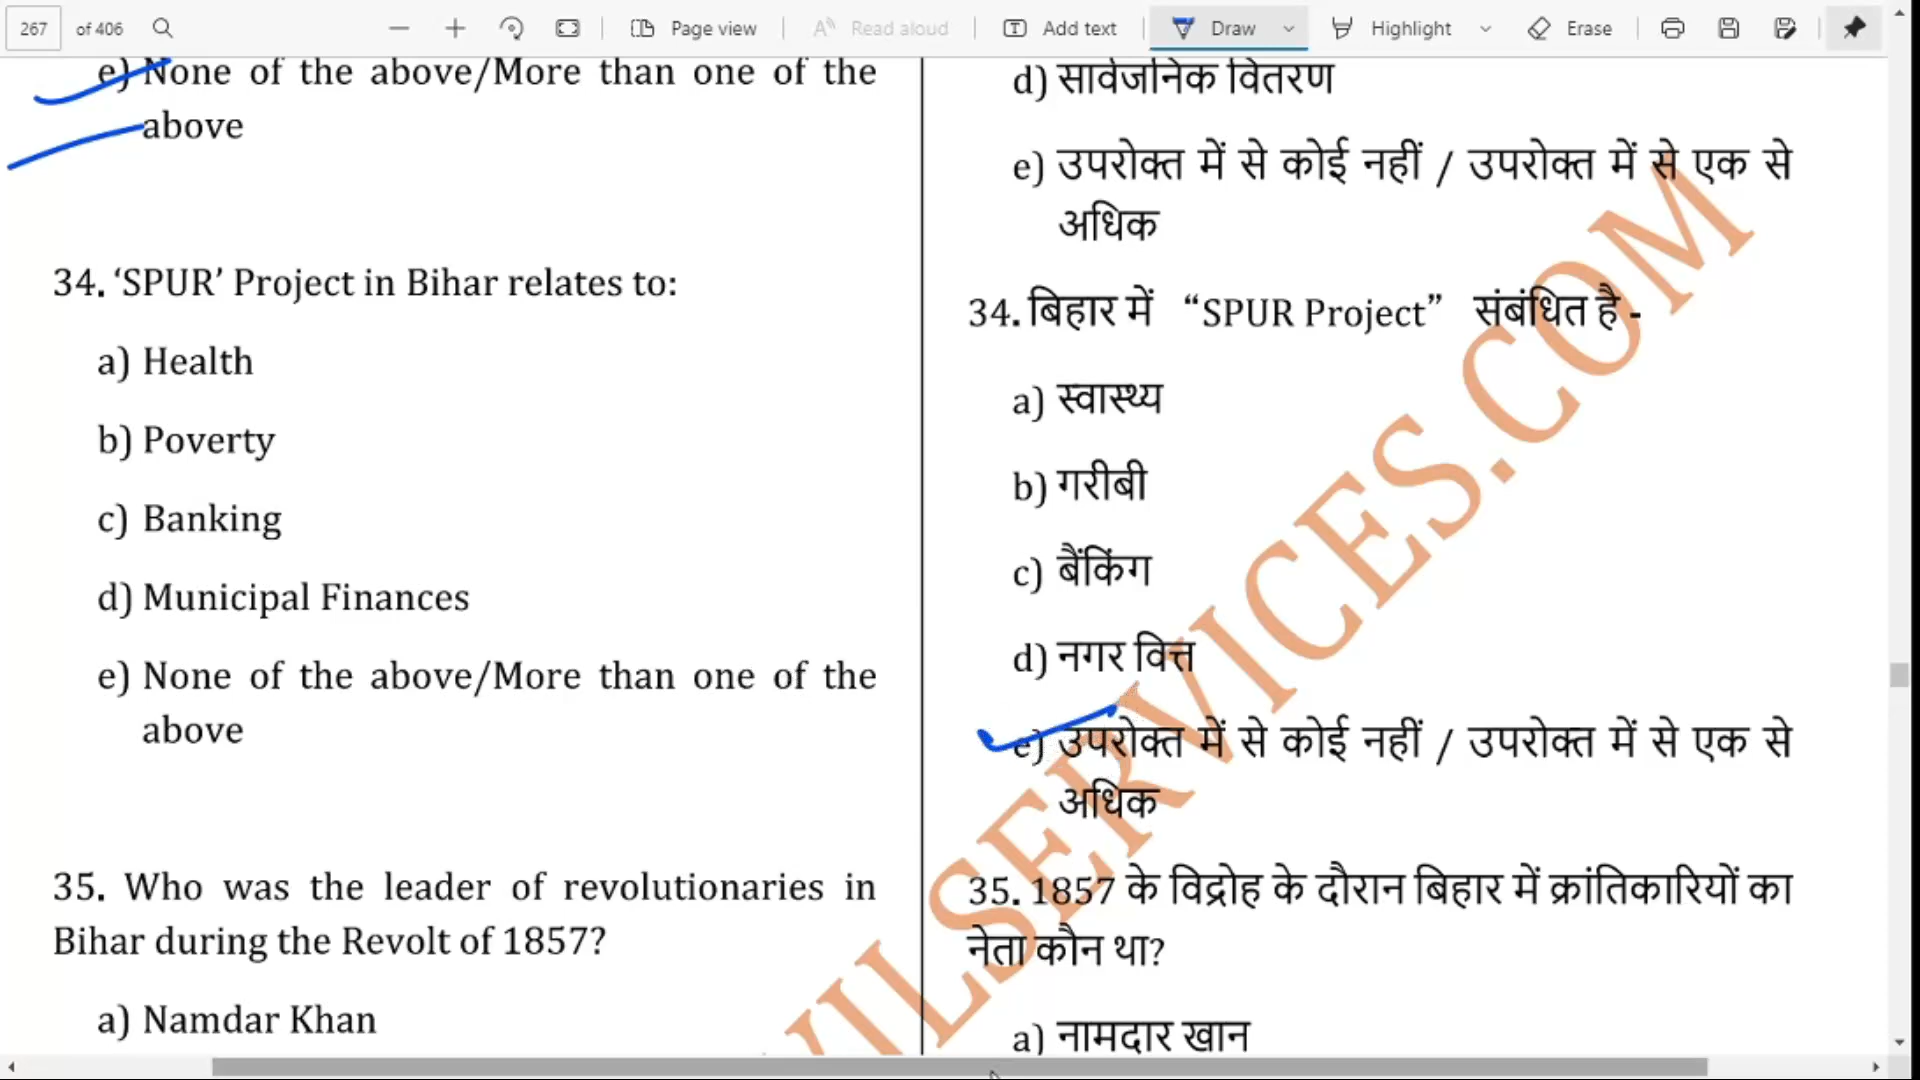 267 of 406 Page view Read aloud Add text Draw Highlight Erase
e) None of the above/More than one of the
above
34. ‘SPUR’ Project in Bihar relates to:
a) Health
b) Poverty
c) Banking
d) Municipal Finances
e) None of the above/More than one of the
above
35. Who was the leader of revolutionaries in
Bihar during the Revolt of 1857?
a) Namdar Khan
d) सार्वजनिक वितरण
e) उपरोक्त में से कोई नहीं / उपरोक्त में से एक से
अधिक
34. बिहार में “SPUR Project” संबंधित है -
a) स्वास्थ्य
b) गरीबी
c) बैंकिंग
d) नगर वित्त
e) उपरोक्त में से कोई नहीं / उपरोक्त में से एक से
अधिक
35. 1857 के विद्रोह के दौरान बिहार में क्रांतिकारियों का
नेता कौन था?
a) नामदार खान
VILSERVICES.COM